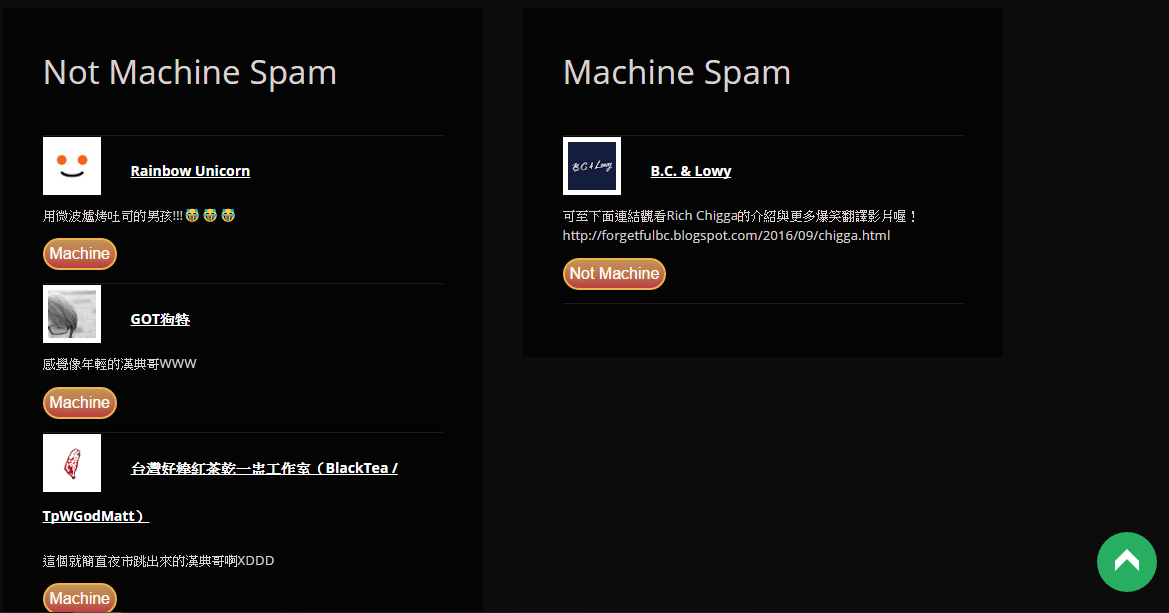 Not Machine Spam
Rainbow Unicorn
用微波爐烤吐司的男孩!!!😭😭😭
Machine
GOT狗特
感覺像年輕的漢典哥WWW
Machine
台灣好棒紅茶乾一盅工作室（BlackTea /
TpWGodMatt）
這個就簡直夜市跳出來的漢典哥啊XDDD
Machine
Machine Spam
B.C. & Lowy
B.C. & Lowy
可至下面連結觀看Rich Chigga的介紹與更多爆笑翻譯影片喔！
http://forgetfulbc.blogspot.com/2016/09/chigga.html
Not Machine